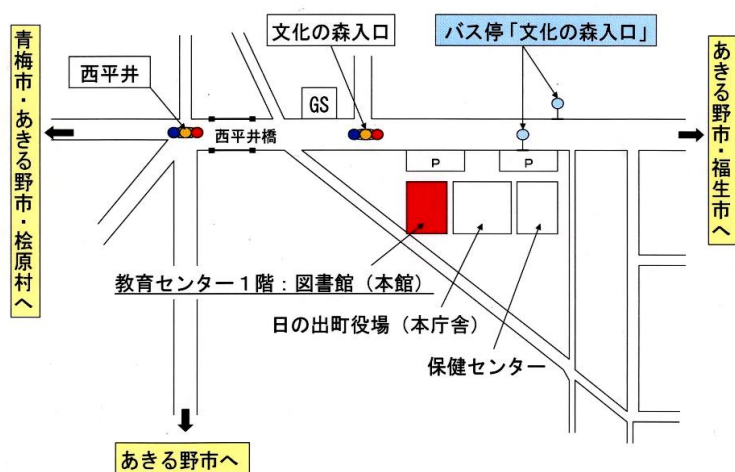 文化の森入口
バス停「文化の森入口」
西平井
GS
西平井橋
青梅市・あきる野市・桧原村へ
あきる野市・福生市へ
P
P
教育センター1階：図書館（本館）
日の出町役場（本庁舎）
保健センター
あきる野市へ